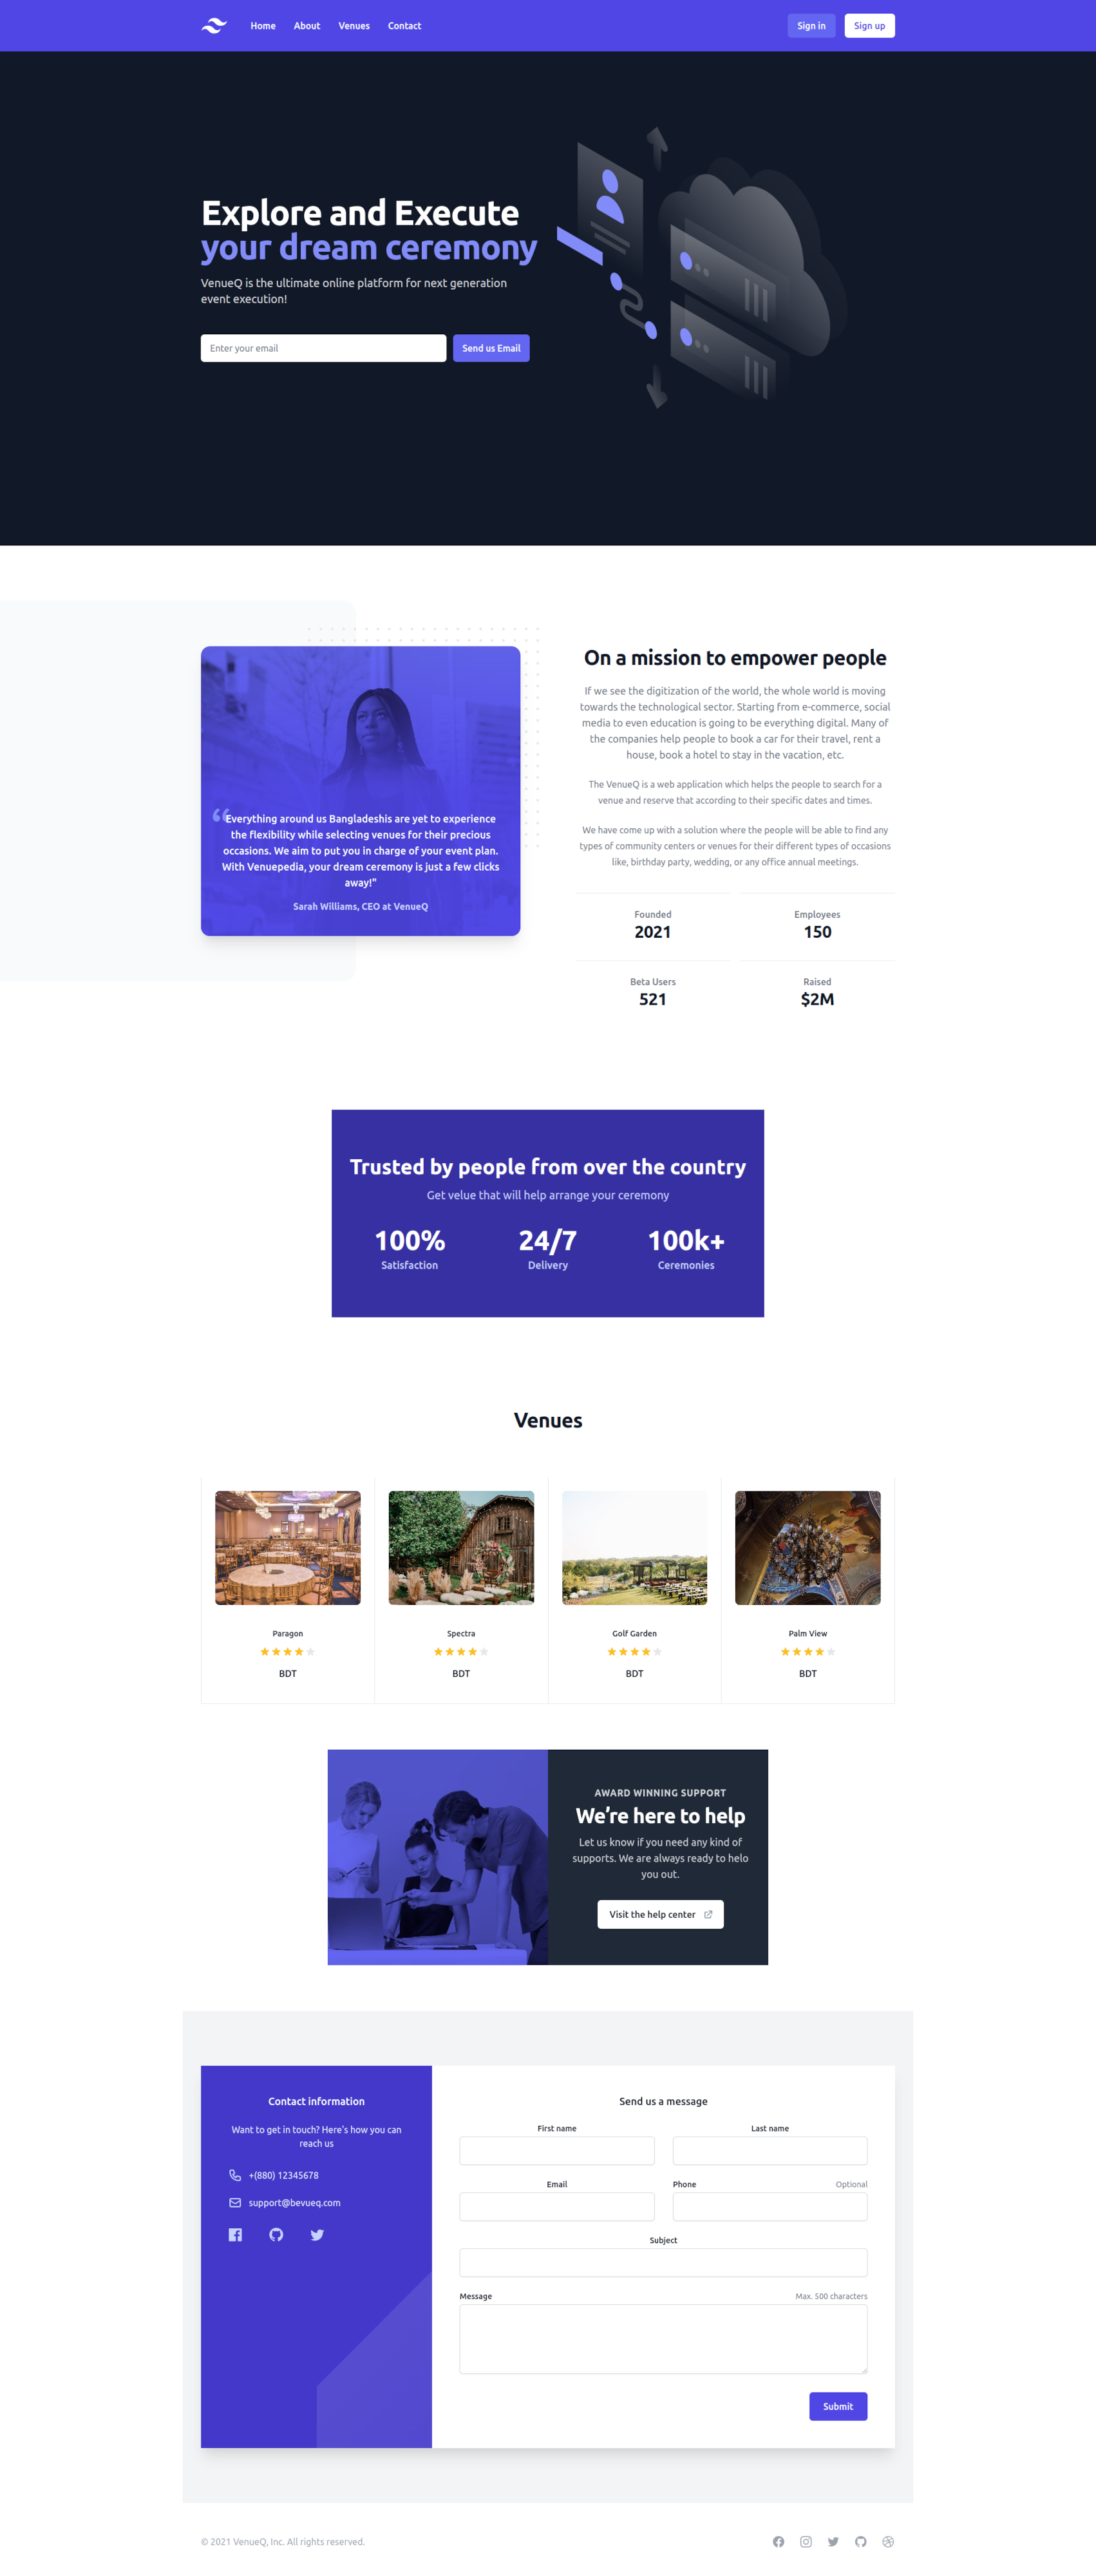 Home About Venues Contact Sign in Sign up
Explore and Execute
your dream ceremony
VenueQ is the ultimate online platform for next generation
event execution!
Enter your email Send us Email
“Everything around us Bangladeshis are yet to experience
the flexibility while selecting venues for their precious
occasions. We aim to put you in charge of your event plan.
With Venuepedia, your dream ceremony is just a few clicks
away!"
Sarah Williams, CEO at VenueQ
On a mission to empower people
If we see the digitization of the world, the whole world is moving
towards the technological sector. Starting from e-commerce, social
media to even education is going to be everything digital. Many of
the companies help people to book a car for their travel, rent a
house, book a hotel to stay in the vacation, etc.
The VenueQ is a web application which helps the people to search for a
venue and reserve that according to their specific dates and times.
We have come up with a solution where the people will be able to find any
types of community centers or venues for their different types of occasions
like, birthday party, wedding, or any office annual meetings.
Founded Employees
2021 150
Beta Users Raised
521 $2M
Trusted by people from over the country
Get velue that will help arrange your ceremony
100% 24/7 100k+
Satisfaction Delivery Ceremonies
Venues
Paragon Spectra Golf Garden Palm View
BDT BDT BDT BDT
AWARD WINNING SUPPORT
We’re here to help
Let us know if you need any kind of
supports. We are always ready to helo
you out.
Visit the help center
Contact information
Want to get in touch? Here's how you can
reach us
+(880) 12345678
support@bevueq.com
Send us a message
First name Last name
Email Phone Optional
Subject
Message Max. 500 characters
Submit
© 2021 VenueQ, Inc. All rights reserved.